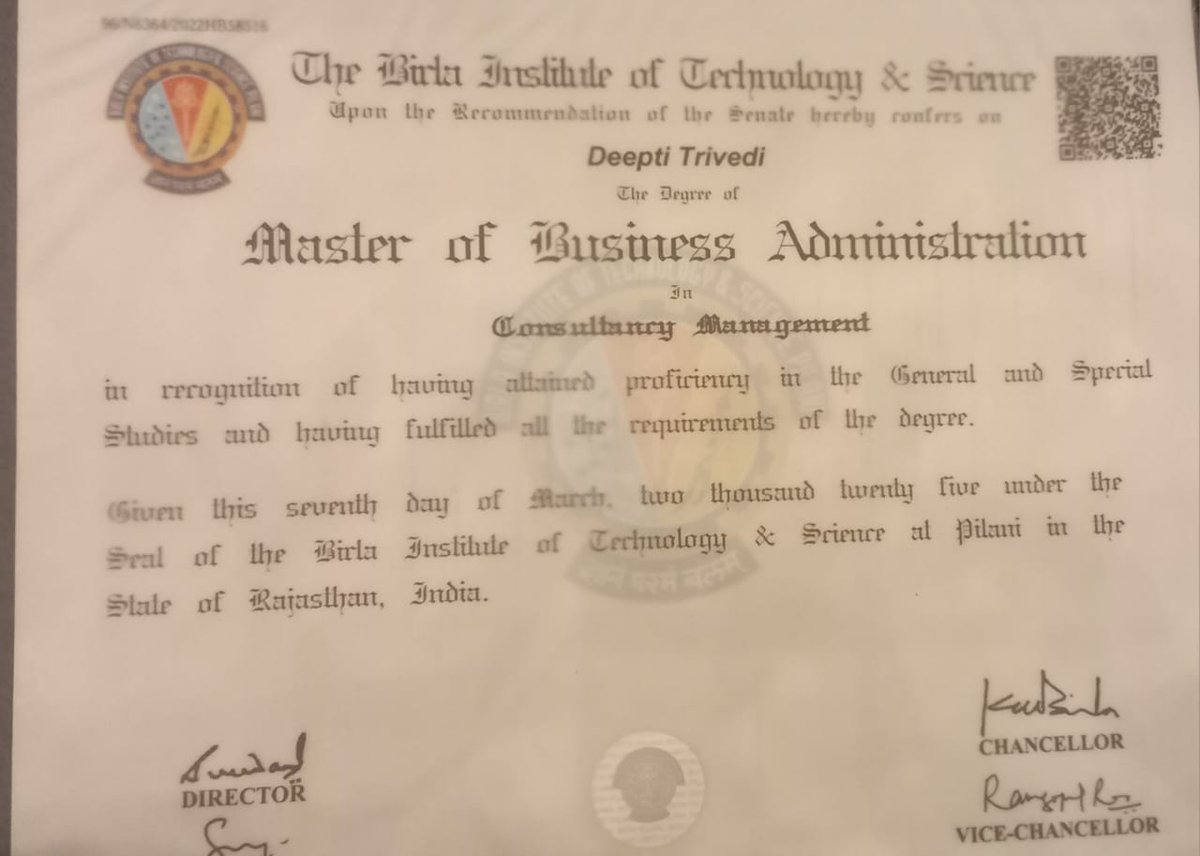 96/N6364/2022HB58516
The Birla Institute of Technology & Science
Upon the Recommendation of the Senate hereby confers on
Deepti Trivedi
The Degree of
Master of Business Administration
In
Consultancy Management
in recognition of having attained proficiency in the General and Special
Studies and having fulfilled all the requirements of the degree.
Given this seventh day of March, two thousand twenty five under the
Seal of the Birla Institute of Technology & Science at Pilani in the
State of Rajasthan, India.
CHANCELLOR
DIRECTOR
VICE-CHANCELLOR